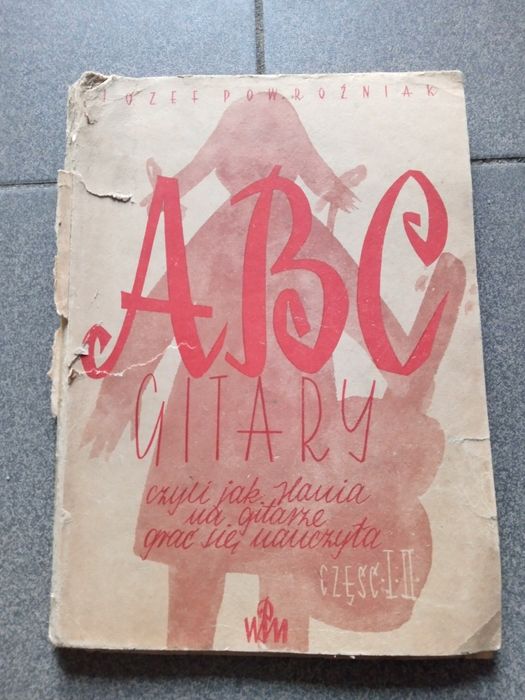 JÓZEF POWROŹNIAK
ABC
GITARY
czyli jak Hania
na gitarze
grać się nauczyła
CZĘŚĆ·I·II·
PWM